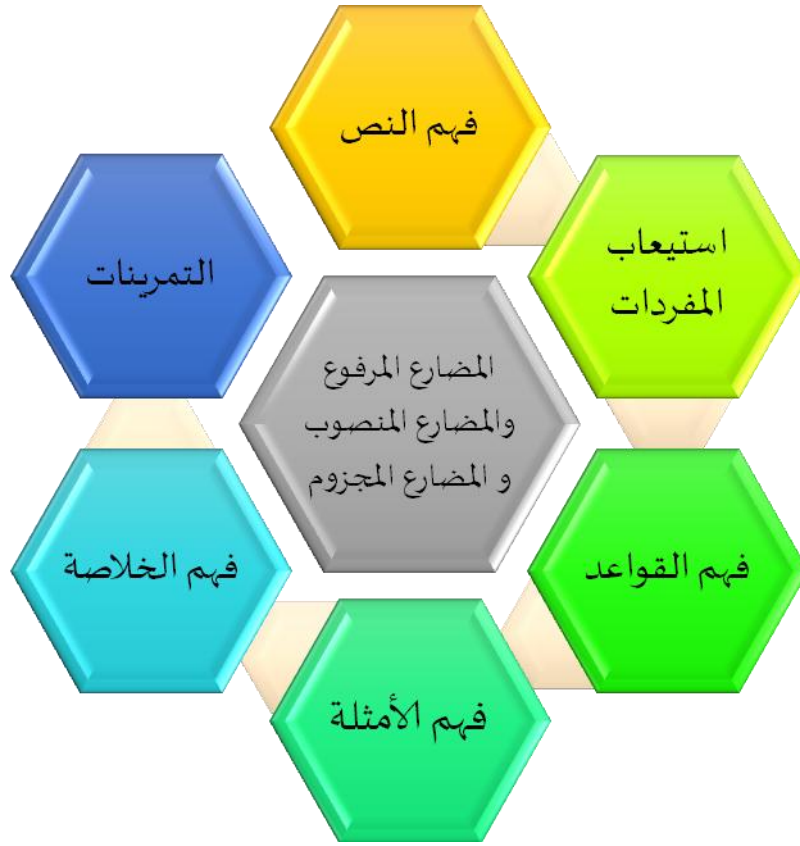 فهم النص
استيعاب
المفردات
التمرينات
المضارع المرفوع
والمضارع المنصوب
و المضارع المجزوم
فهم القواعد
فهم الخلاصة
فهم الأمثلة